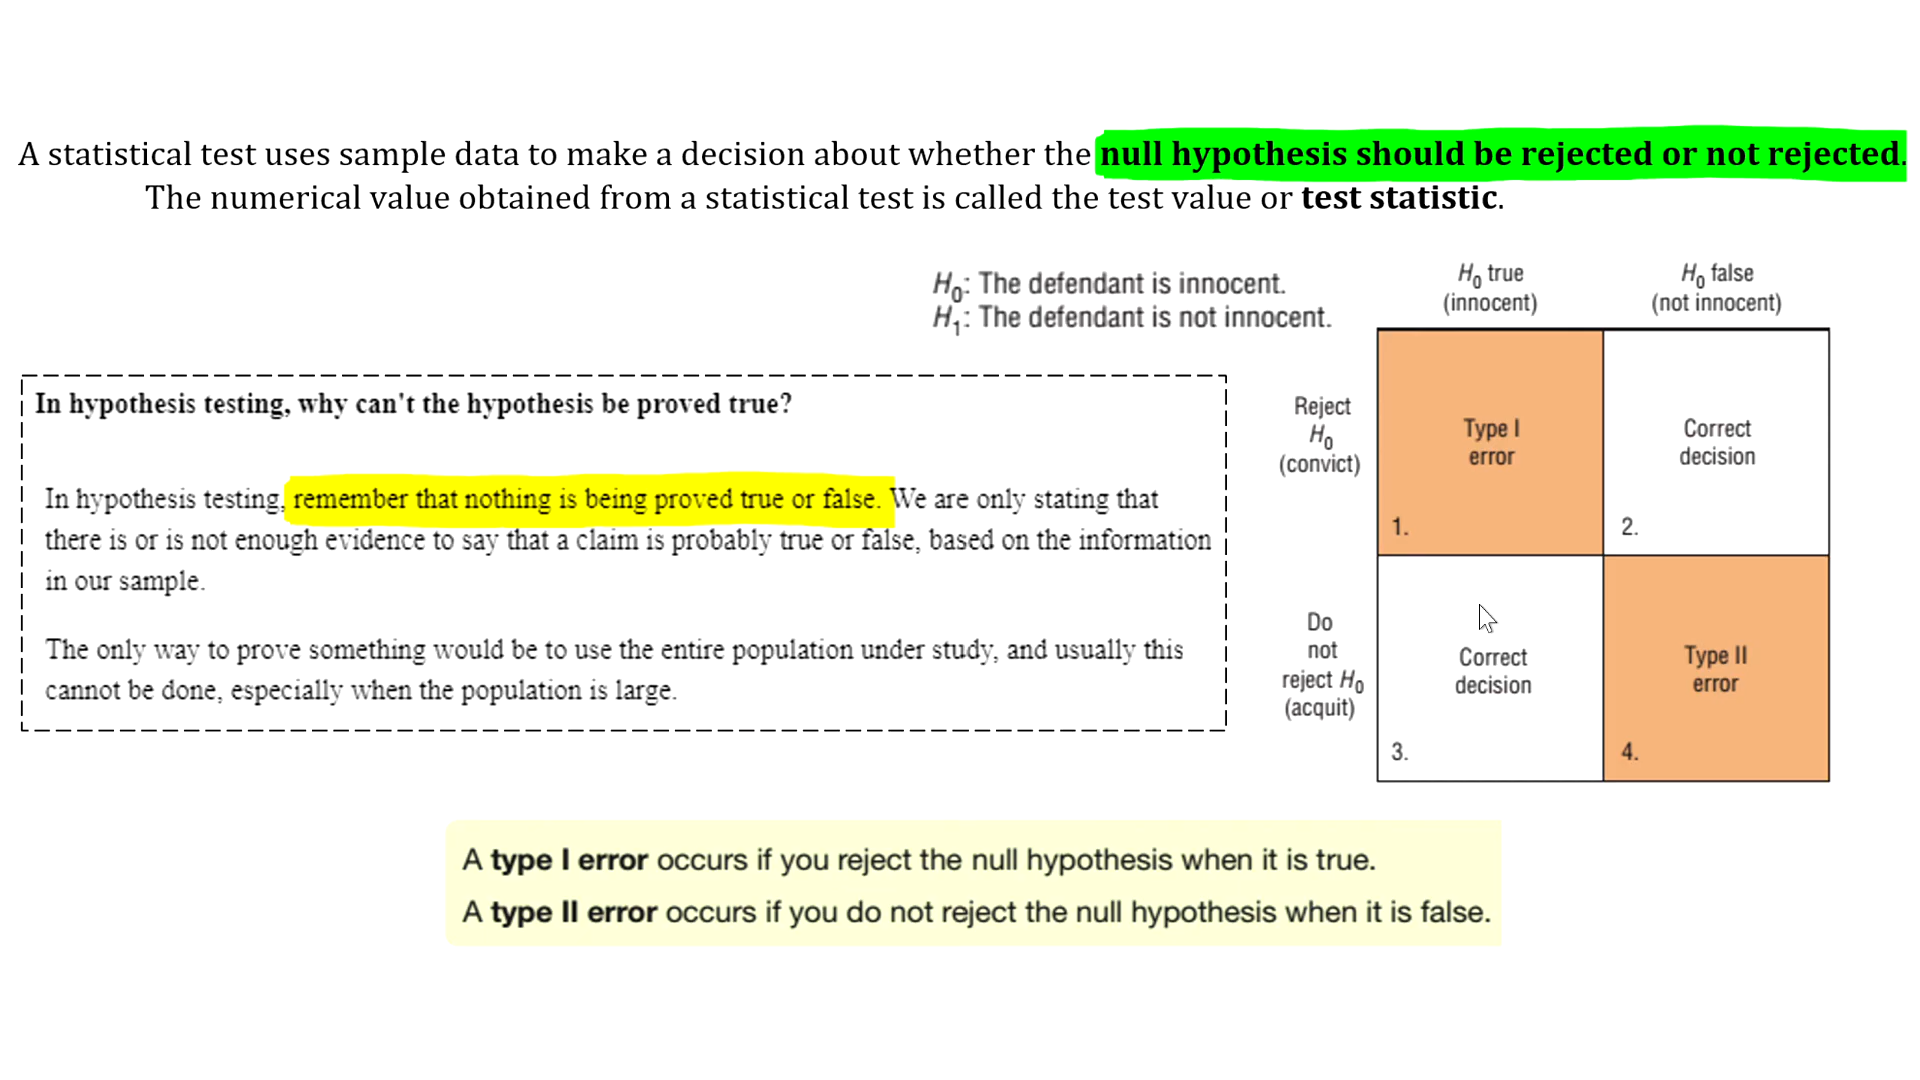 A statistical test uses sample data to make a decision about whether the null hypothesis should be rejected or not rejected.
The numerical value obtained from a statistical test is called the test value or test statistic.
H₀: The defendant is innocent.
H₁: The defendant is not innocent.
In hypothesis testing, why can't the hypothesis be proved true?
In hypothesis testing, remember that nothing is being proved true or false. We are only stating that
there is or is not enough evidence to say that a claim is probably true or false, based on the information
in our sample.
The only way to prove something would be to use the entire population under study, and usually this
cannot be done, especially when the population is large.
H₀ true
(innocent)
H₀ false
(not innocent)
Reject
H₀
(convict)
Type I
error
1.
Correct
decision
2.
Do
not
reject H₀
(acquit)
Correct
decision
3.
Type II
error
4.
A type I error occurs if you reject the null hypothesis when it is true.
A type II error occurs if you do not reject the null hypothesis when it is false.